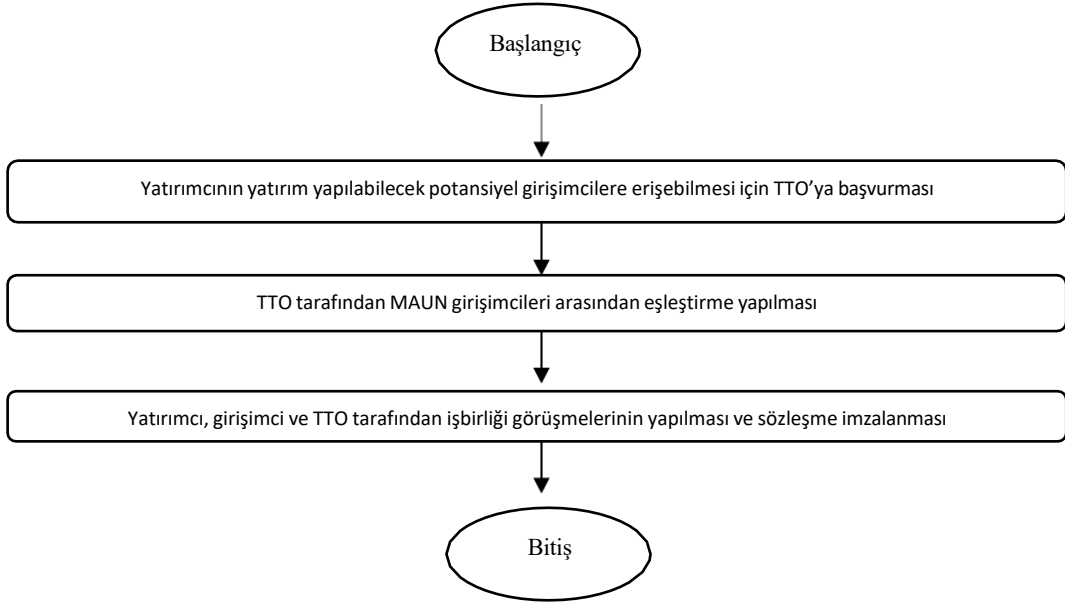 Başlangıç
Yatırımcının yatırım yapılabilecek potansiyel girişimcilere erişebilmesi için TTO’ya başvurması
TTO tarafından MAUN girişimcileri arasından eşleştirme yapılması
Yatırımcı, girişimci ve TTO tarafından işbirliği görüşmelerinin yapılması ve sözleşme imzalanması
Bitiş